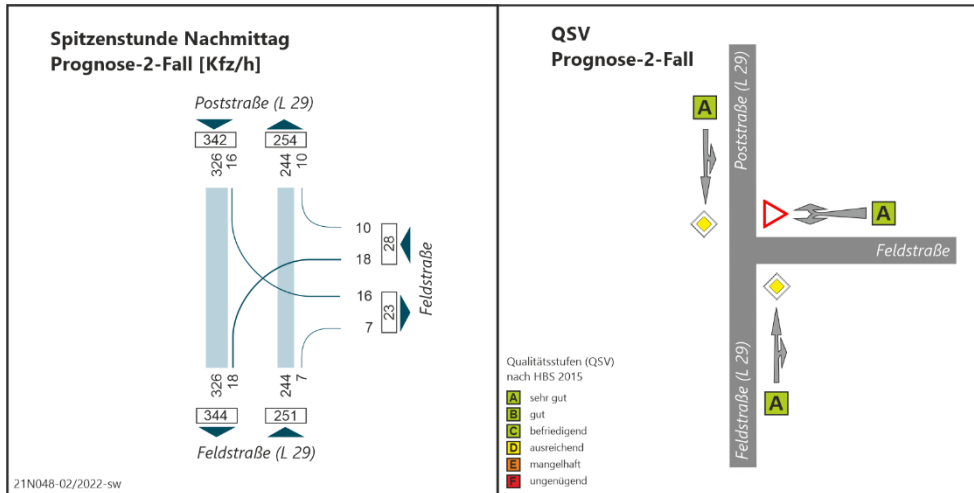 Spitzenstunde Nachmittag
Prognose-2-Fall [Kfz/h]
Poststraße (L 29)
342
254
326
16
244
10
10
28
18
16
23
7
Feldstraße
326
18
244
7
344
251
Feldstraße (L 29)
21N048-02/2022-sw
QSV
Prognose-2-Fall
Poststraße (L 29)
A
A
Feldstraße
Feldstraße (L 29)
A
Qualitätsstufen (QSV)
nach HBS 2015
A sehr gut
B gut
C befriedigend
D ausreichend
E mangelhaft
F ungenügend